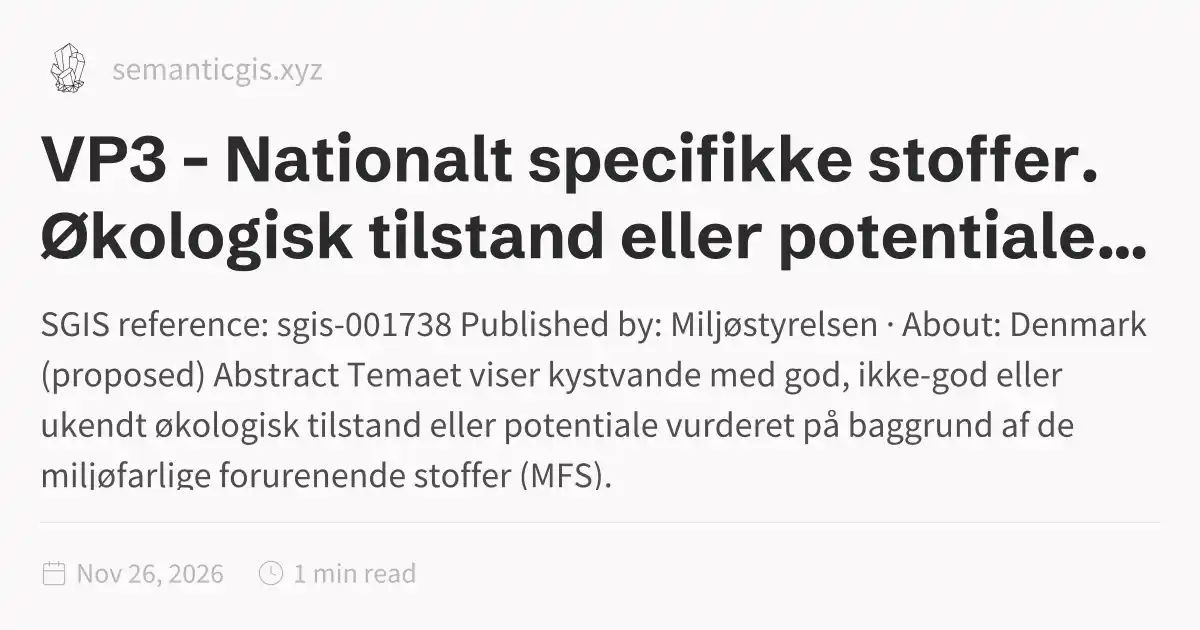 semanticgis.xyz
VP3 - Nationalt specifikke stoffer.
Økologisk tilstand eller potentiale...
SGIS reference: sgis-001738 Published by: Miljøstyrelsen · About: Denmark
(proposed) Abstract Temaet viser kystvande med god, ikke-god eller
ukendt økologisk tilstand eller potentiale vurderet på baggrund af de
miljøfarlige forurenende stoffer (MFS).
Nov 26, 2026 1 min read